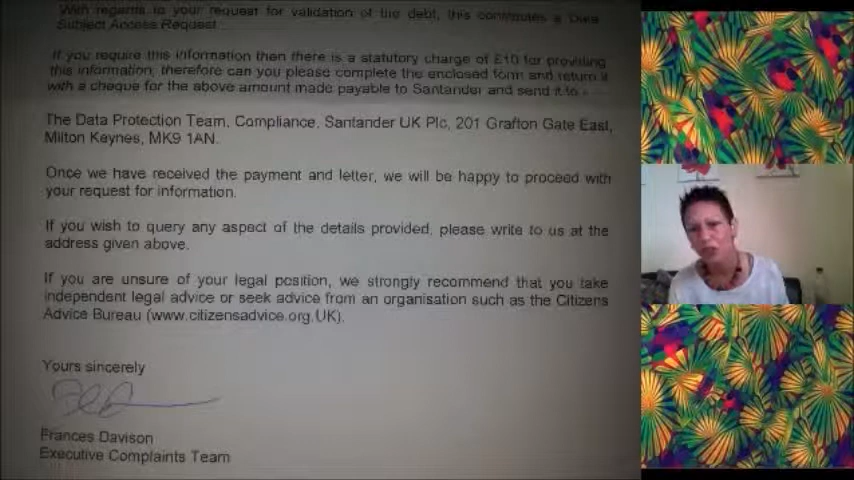 With regards to your request for validation of the debt, this constitutes a Data
Subject Access Request.
If you require this information then there is a statutory charge of £10 for providing
this information, therefore can you please complete the enclosed form and return it
with a cheque for the above amount made payable to Santander and send it to :-
The Data Protection Team, Compliance, Santander UK Plc, 201 Grafton Gate East,
Milton Keynes, MK9 1AN.
Once we have received the payment and letter, we will be happy to proceed with
your request for information.
If you wish to query any aspect of the details provided, please write to us at the
address given above.
If you are unsure of your legal position, we strongly recommend that you take
independent legal advice or seek advice from an organisation such as the Citizens
Advice Bureau (www.citizensadvice.org.UK).
Yours sincerely
Frances Davison
Executive Complaints Team